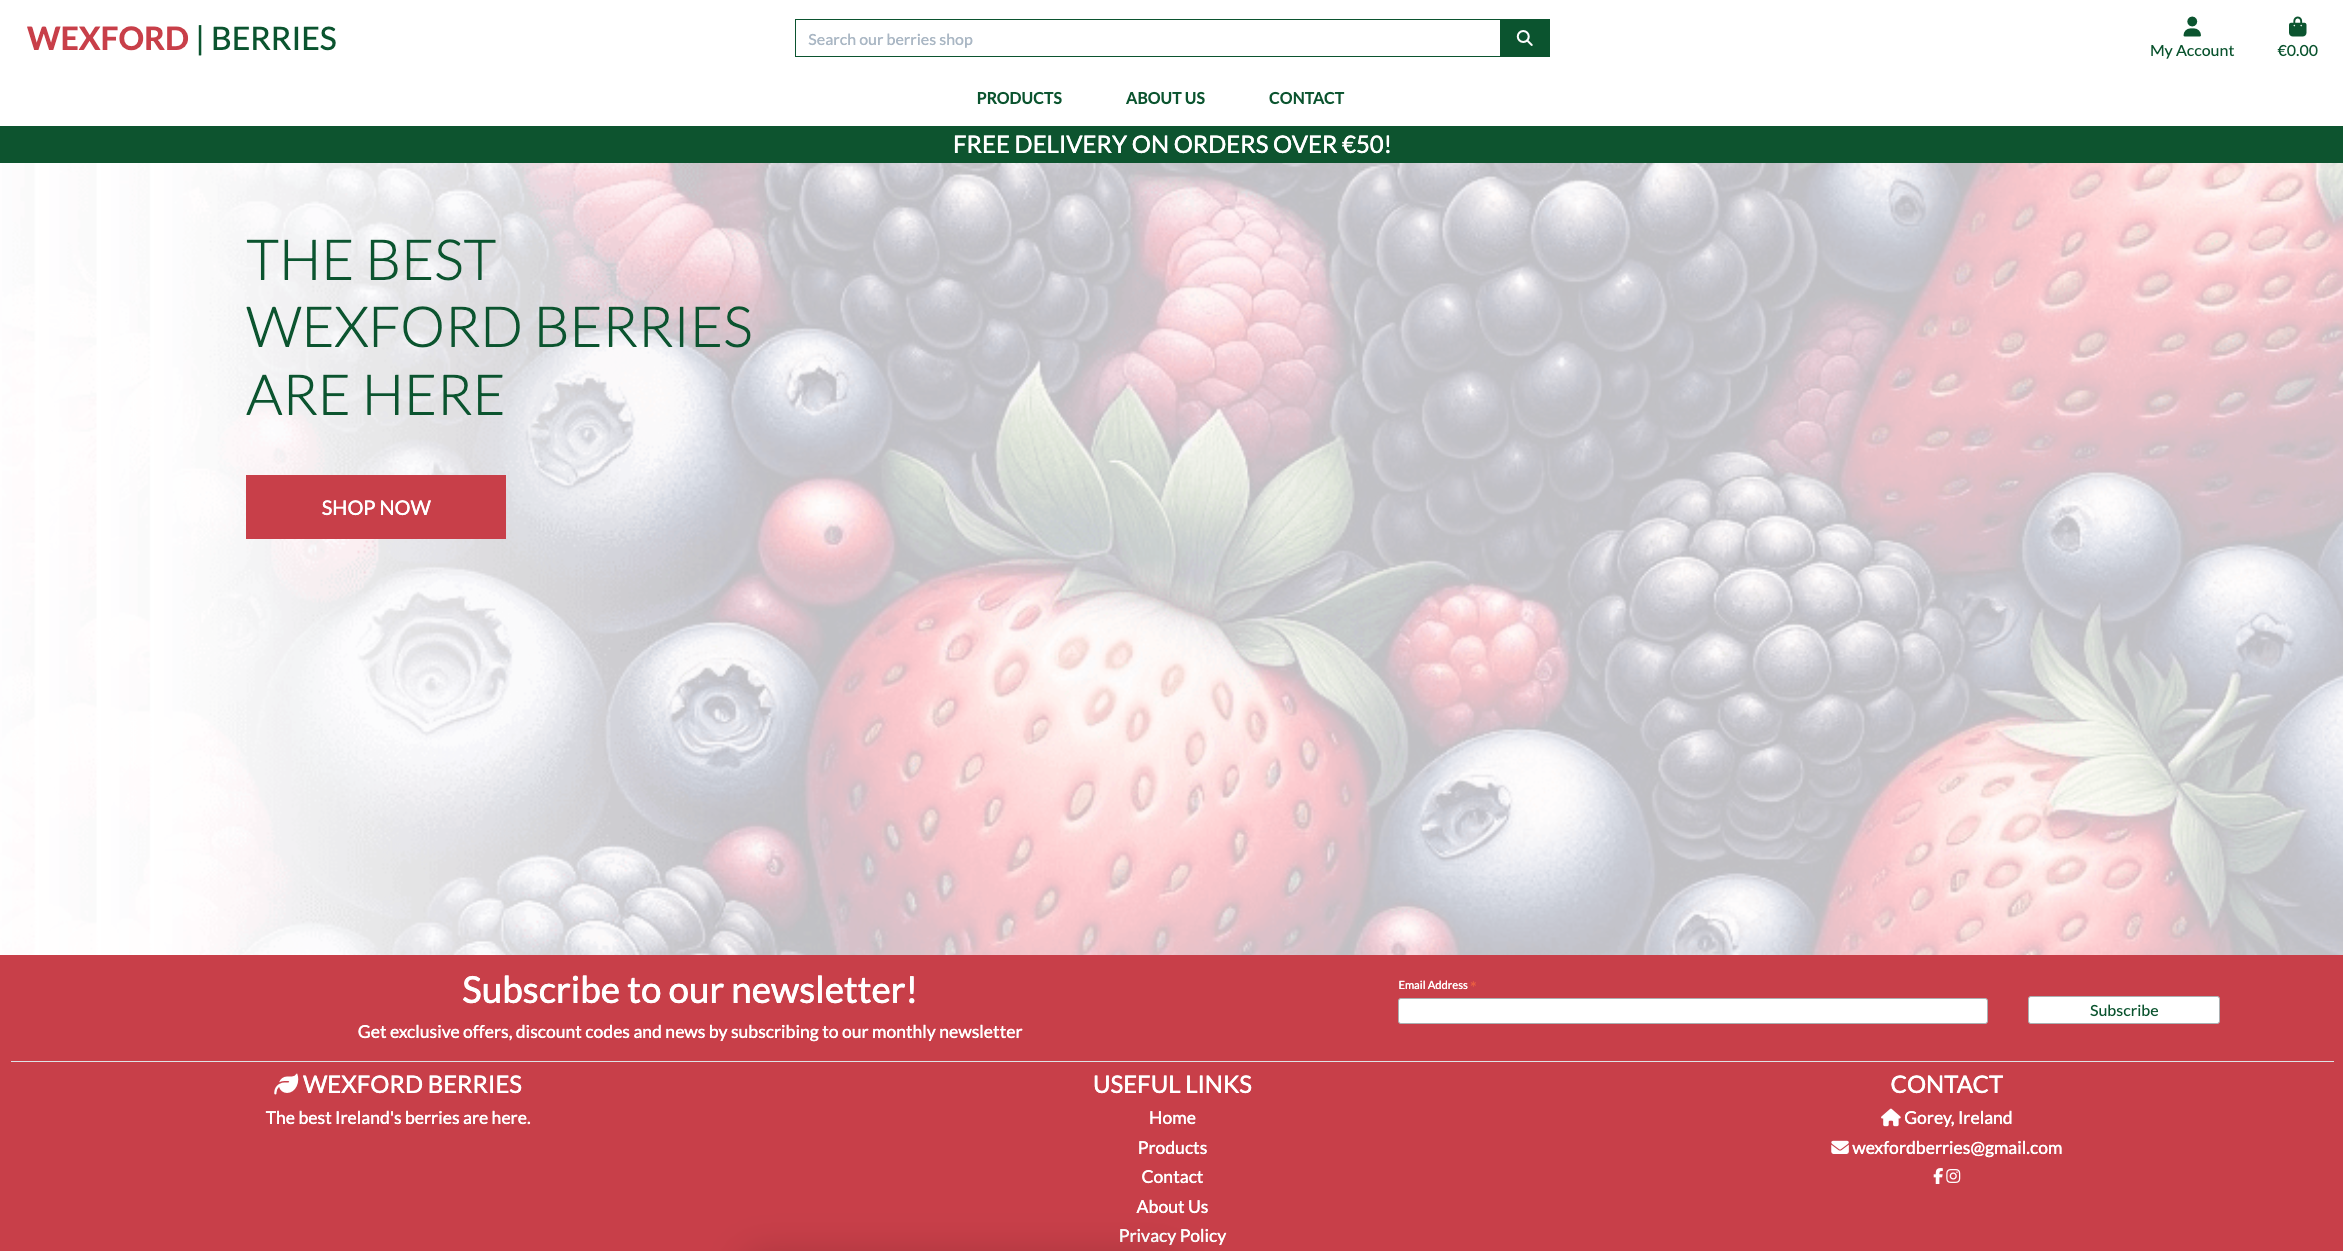 WEXFORD | BERRIES
Search our berries shop
My Account
€0.00
PRODUCTS
ABOUT US
CONTACT
FREE DELIVERY ON ORDERS OVER €50!
THE BEST
WEXFORD BERRIES
ARE HERE
SHOP NOW
Subscribe to our newsletter!
Get exclusive offers, discount codes and news by subscribing to our monthly newsletter
Email Address *
Subscribe
WEXFORD BERRIES
The best Ireland's berries are here.
USEFUL LINKS
Home
Products
Contact
About Us
Privacy Policy
CONTACT
Gorey, Ireland
wexfordberries@gmail.com